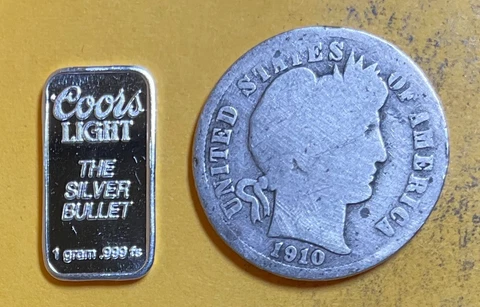 Coors
LIGHT
THE
SILVER
BULLET
1 gram .999 fs
UNITED STATES OF AMERICA
1910